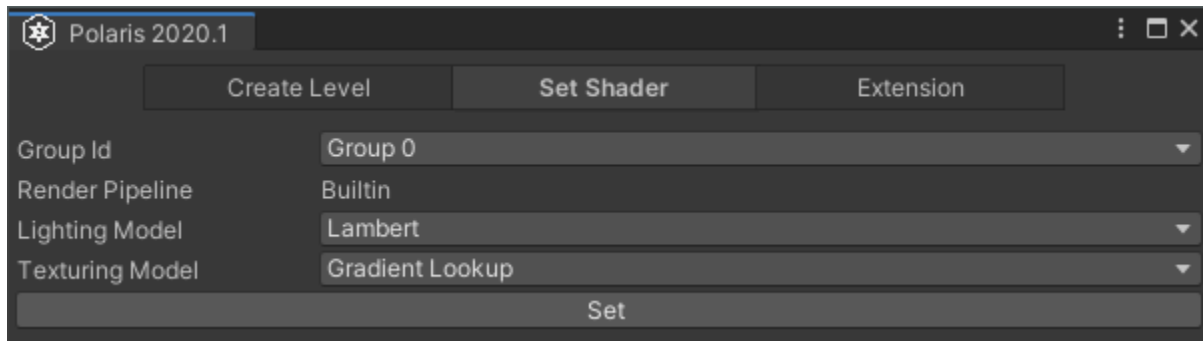 Polaris 2020.1
Create Level Set Shader Extension
Group Id Group 0
Render Pipeline Builtin
Lighting Model Lambert
Texturing Model Gradient Lookup
Set